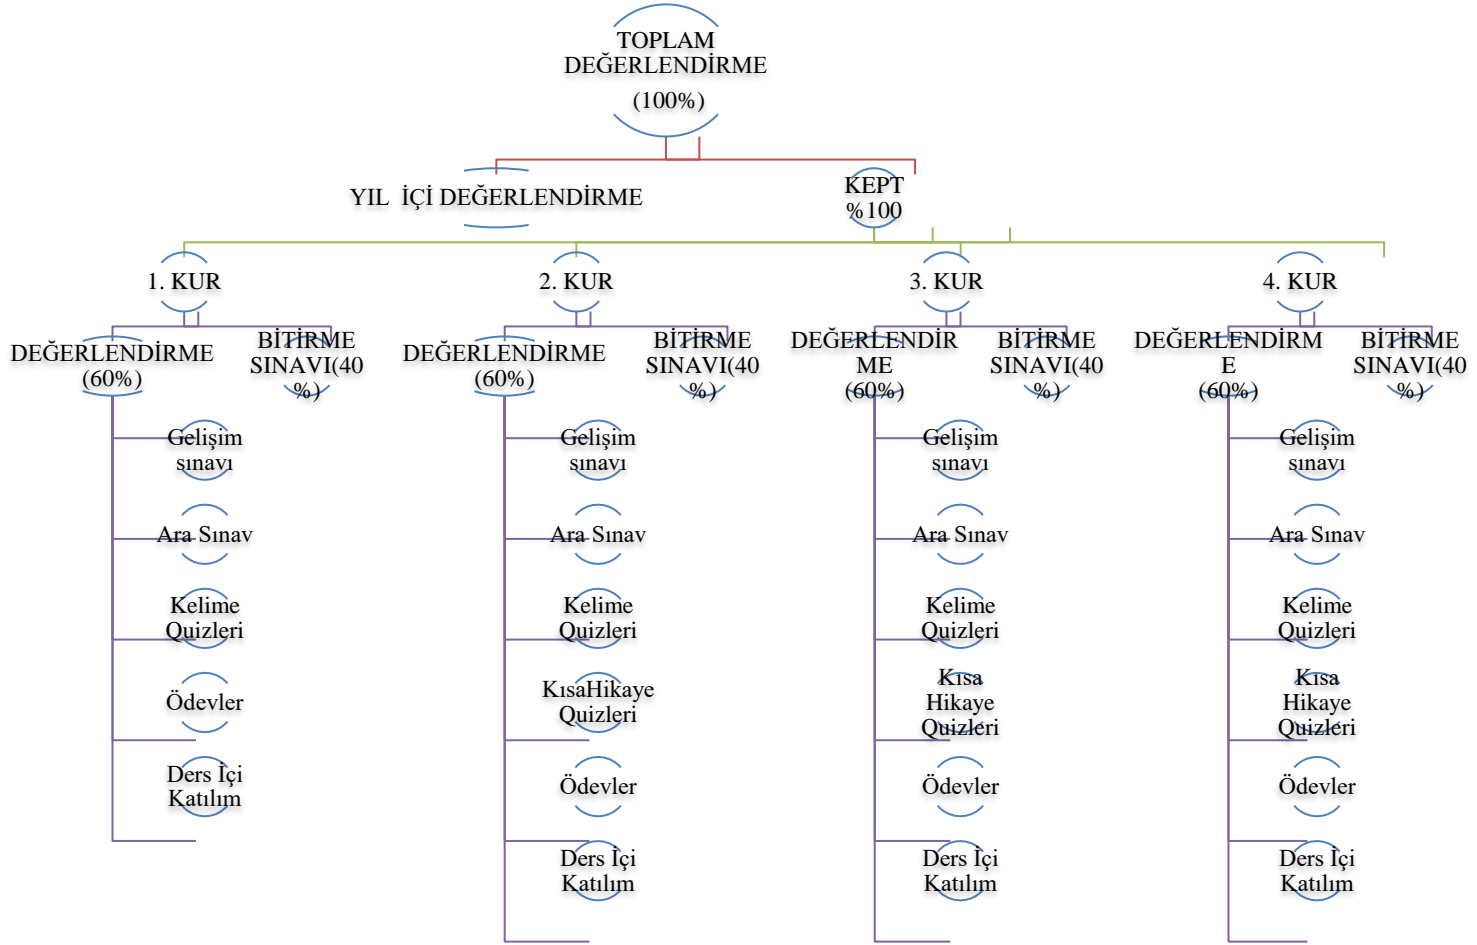 TOPLAM
DEĞERLENDİRME
(100%)
YIL İÇİ DEĞERLENDİRME
KEPT
%100
1. KUR
2. KUR
3. KUR
4. KUR
DEĞERLENDİRME
(60%)
BİTİRME
SINAVI(40
%)
DEĞERLENDİRME
(60%)
BİTİRME
SINAVI(40
%)
DEĞERLENDİR
ME
(60%)
BİTİRME
SINAVI(40
%)
DEĞERLENDİRM
E
(60%)
BİTİRME
SINAVI(40
%)
Gelişim
sınavı
Ara Sınav
Kelime
Quizleri
Ödevler
Ders İçi
Katılım
Gelişim
sınavı
Ara Sınav
Kelime
Quizleri
KısaHikaye
Quizleri
Ödevler
Ders İçi
Katılım
Gelişim
sınavı
Ara Sınav
Kelime
Quizleri
Kısa
Hikaye
Quizleri
Ödevler
Ders İçi
Katılım
Gelişim
sınavı
Ara Sınav
Kelime
Quizleri
Kısa
Hikaye
Quizleri
Ödevler
Ders İçi
Katılım